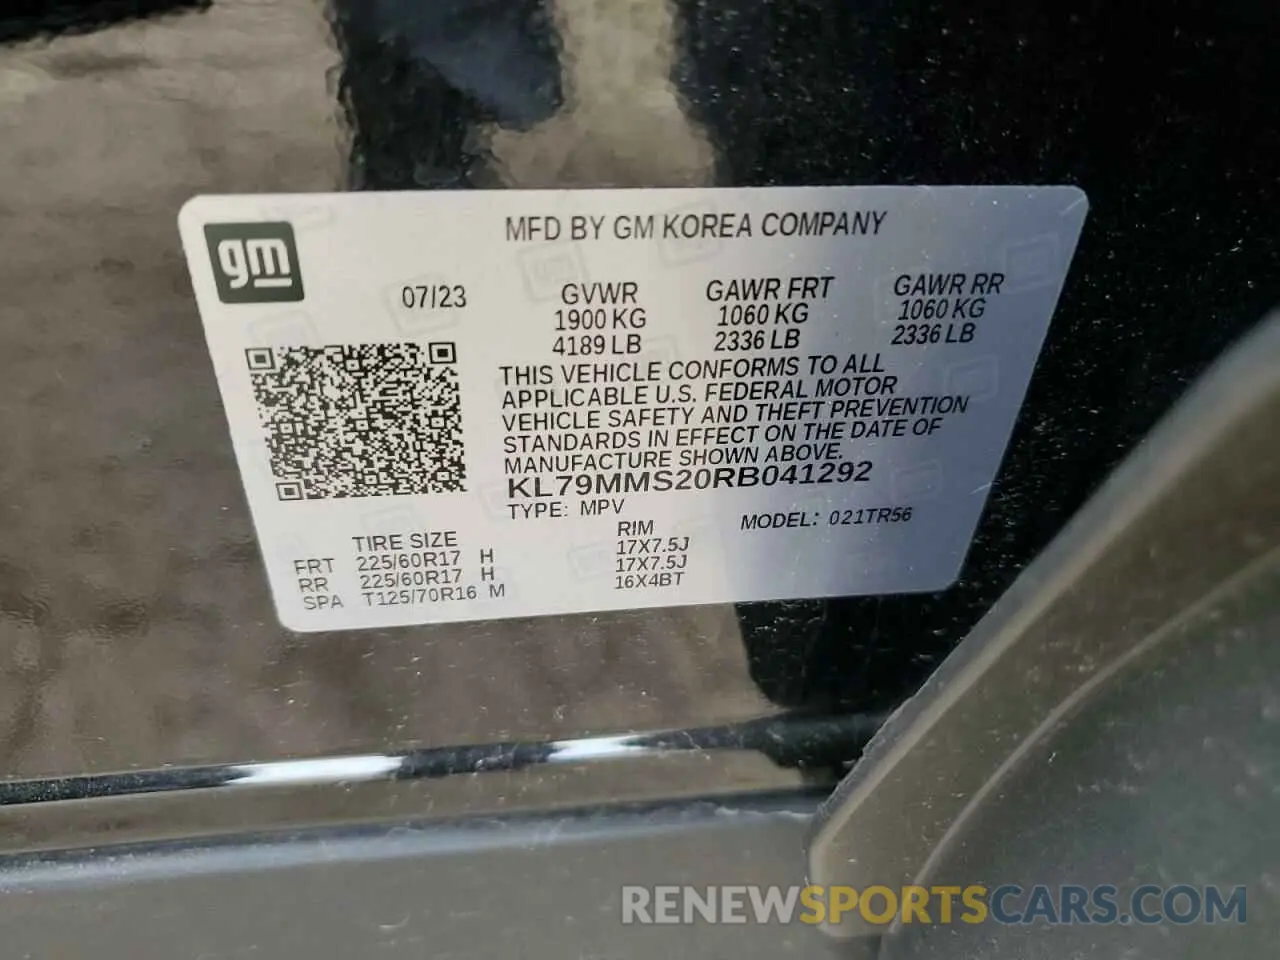 gm
MFD BY GM KOREA COMPANY
07/23
GVWR GAWR FRT GAWR RR
1900 KG 1060 KG 1060 KG
4189 LB 2336 LB 2336 LB
THIS VEHICLE CONFORMS TO ALL
APPLICABLE U.S. FEDERAL MOTOR
VEHICLE SAFETY AND THEFT PREVENTION
STANDARDS IN EFFECT ON THE DATE OF
MANUFACTURE SHOWN ABOVE.
KL79MMS20RB041292
TYPE: MPV
MODEL: 021TR56
TIRE SIZE RIM
FRT 225/60R17 H 17X7.5J
RR 225/60R17 H 17X7.5J
SPA T125/70R16 M 16X4BT
RENEWSPORTSCARS.COM